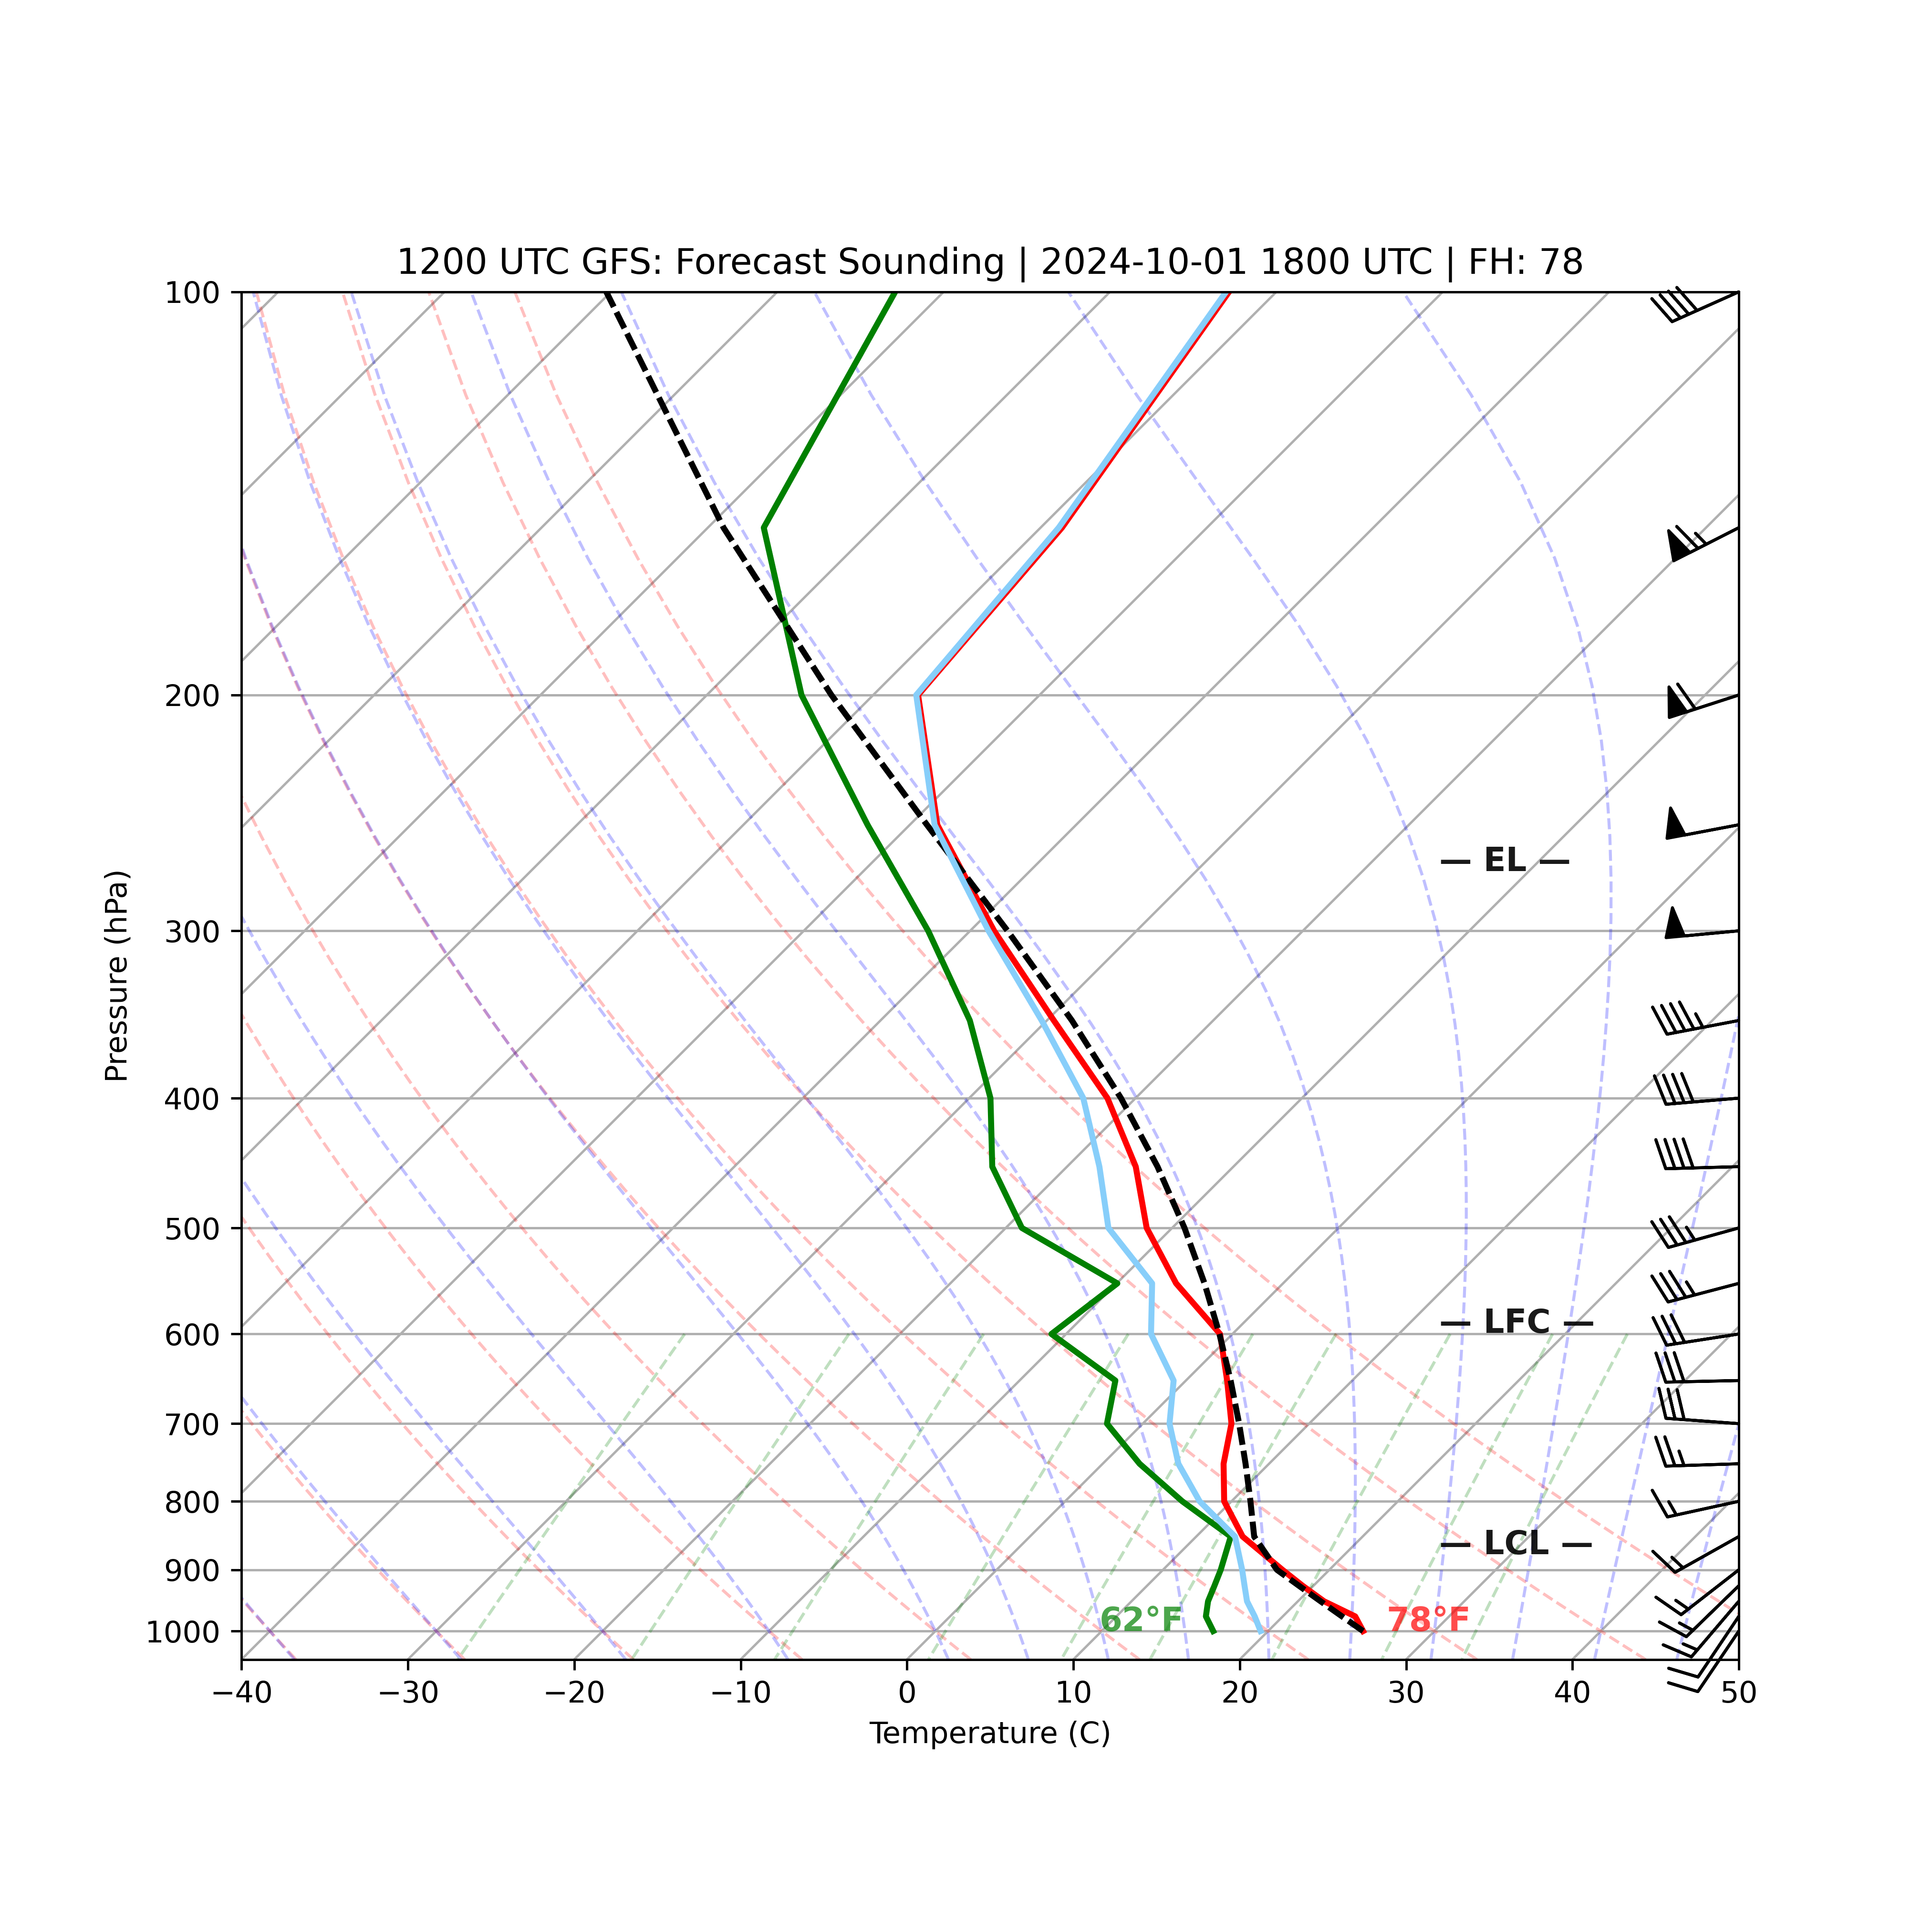 1200 UTC GFS: Forecast Sounding | 2024-10-01 1800 UTC | FH: 78
100
200
— EL —
300
Pressure (hPa)
400
500
— LFC —
600
700
800
— LCL —
900
62°F 78°F
1000
−40 −30 −20 −10 0 10 20 30 40 50
Temperature (C)